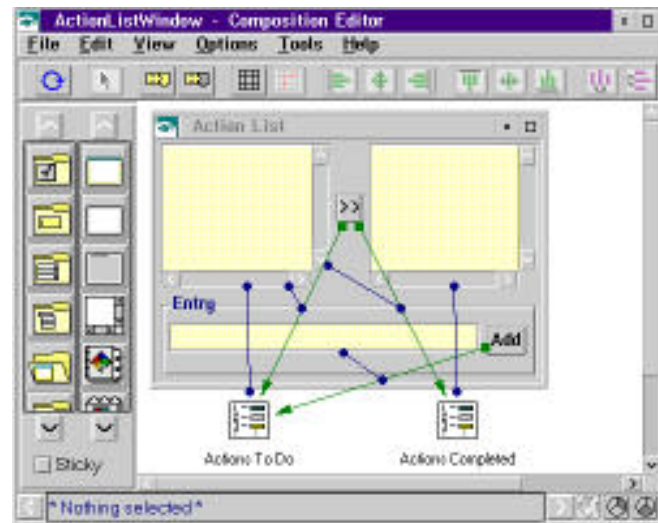 ActionListWindow - Composition Editor
File Edit View Options Tools Help
Action List
>>
Entry
Add
Actions To Do
Actions Completed
Sticky
* Nothing selected *